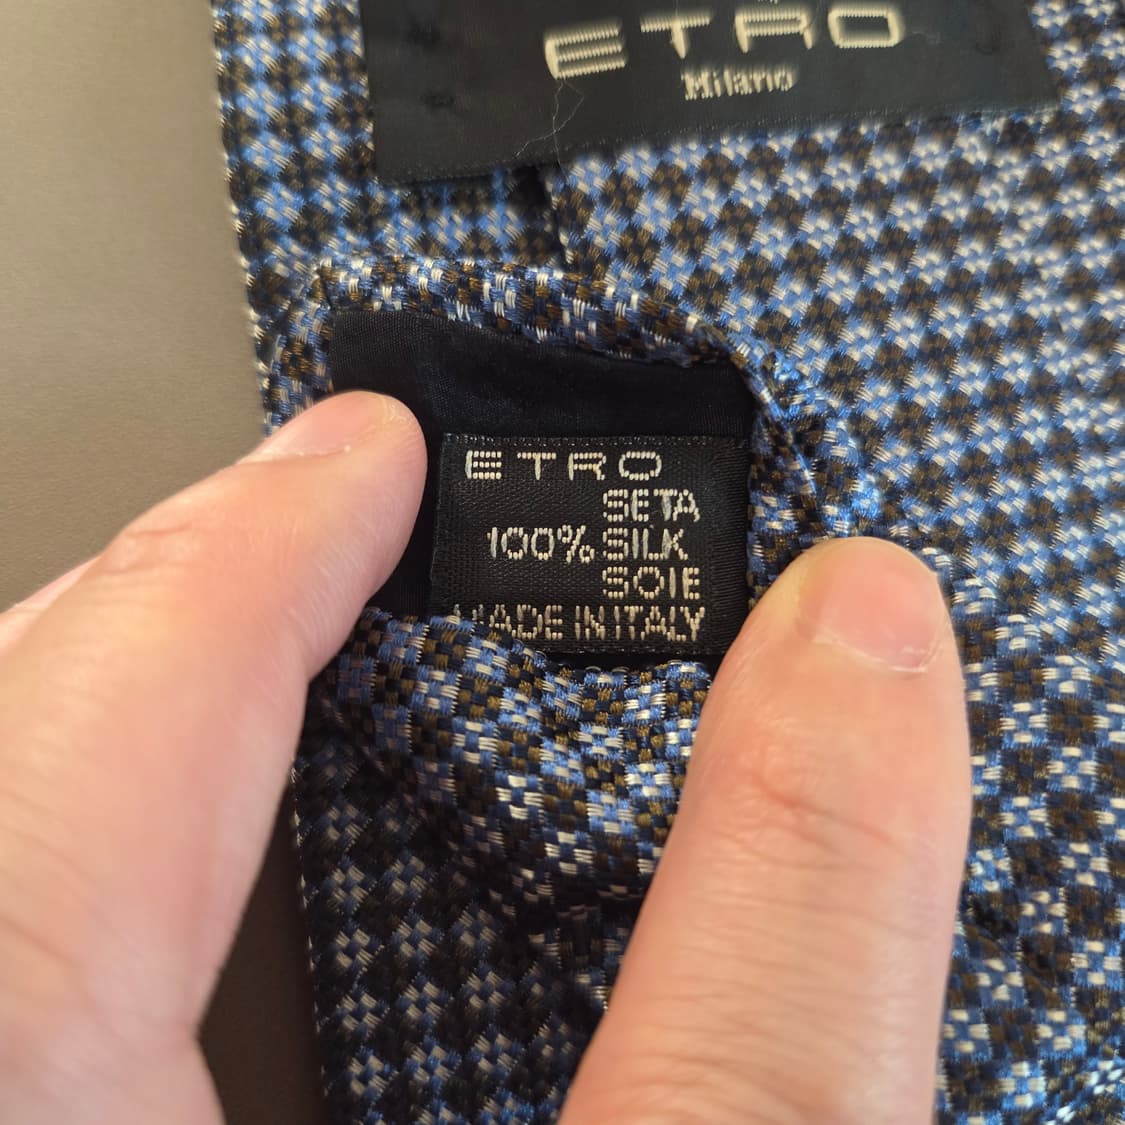 ETRO
Milano
ETRO
SETA
100% SILK
SOIE
MADE IN ITALY